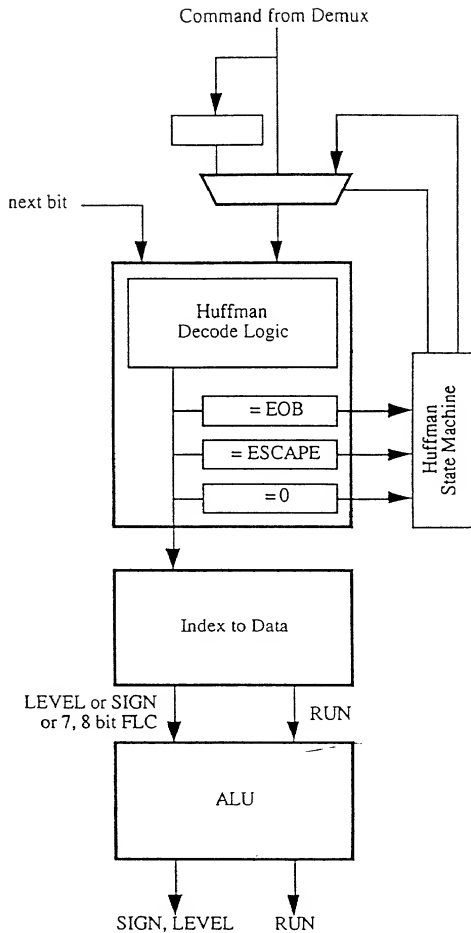 Command from Demux
next bit
Huffman
Decode Logic
= EOB
= ESCAPE
= 0
Huffman
State Machine
Index to Data
LEVEL or SIGN
or 7, 8 bit FLC
RUN
ALU
SIGN, LEVEL
RUN